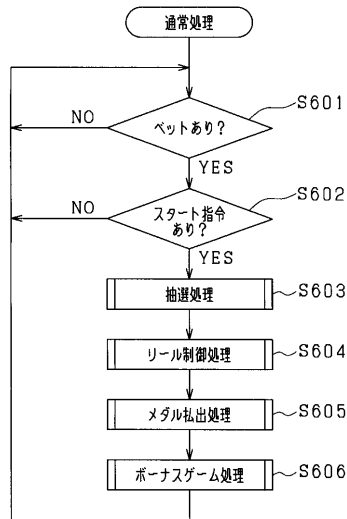 通常処理
S601
ベットあり?
NO
YES
S602
スタート指令
あり?
NO
YES
抽選処理
S603
リール制御処理
S604
メダル払出処理
S605
ボーナスゲーム処理
S606